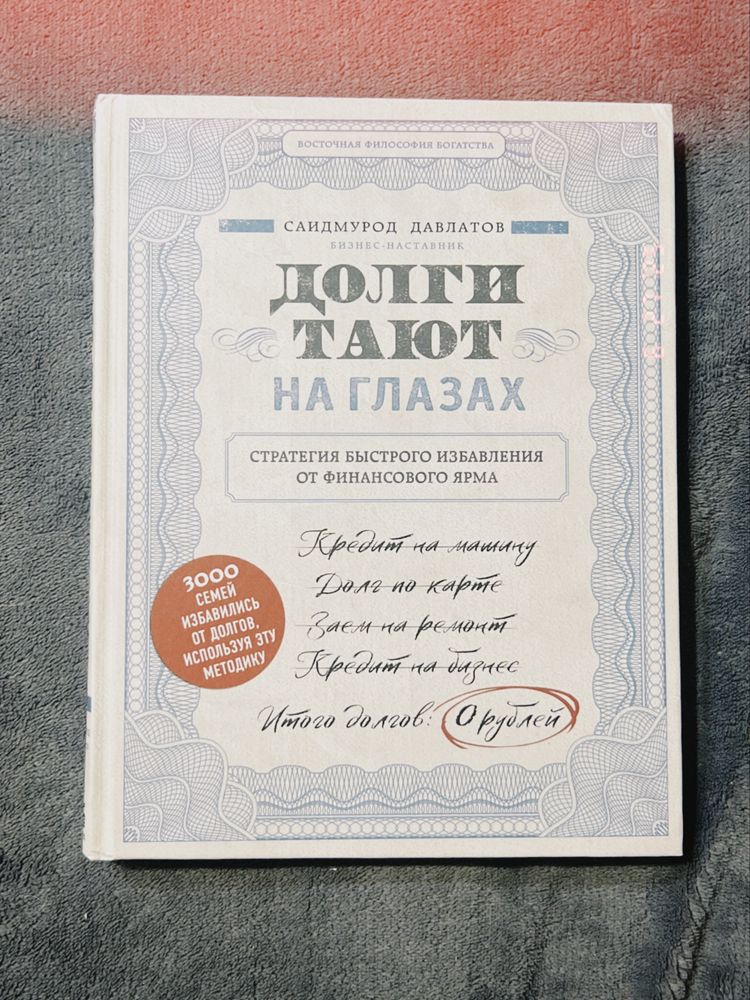 ВОСТОЧНАЯ ФИЛОСОФИЯ БОГАТСТВА
САИДМУРОД ДАВЛАТОВ
БИЗНЕС-НАСТАВНИК
ДОЛГИ
ТАЮТ
НА ГЛАЗАХ
СТРАТЕГИЯ БЫСТРОГО ИЗБАВЛЕНИЯ
ОТ ФИНАНСОВОГО ЯРМА
Кредит на машину
Долг по карте
Заем на ремонт
Кредит на бизнес
Итого долгов: 0 рублей
3000
СЕМЕЙ
ИЗБАВИЛИСЬ
ОТ ДОЛГОВ,
ИСПОЛЬЗУЯ ЭТУ
МЕТОДИКУ